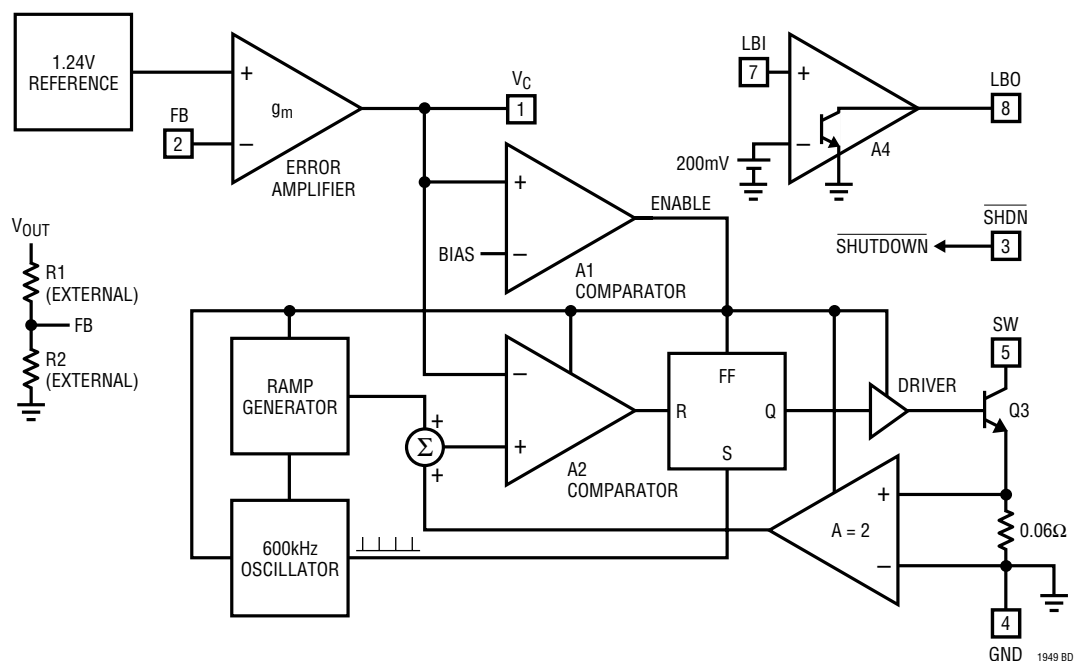 1.24V
REFERENCE
FB
2
+
−
gm
ERROR
AMPLIFIER
VC
1
LBI
7
+
−
200mV
A4
LBO
8
SHDN
3
SHUTDOWN
VOUT
R1
(EXTERNAL)
FB
R2
(EXTERNAL)
+
BIAS
−
ENABLE
A1
COMPARATOR
RAMP
GENERATOR
+
Σ
+
−
+
A2
COMPARATOR
FF
R
Q
S
DRIVER
SW
5
Q3
600kHz
OSCILLATOR
A = 2
+
−
0.06Ω
4
GND
1949 BD